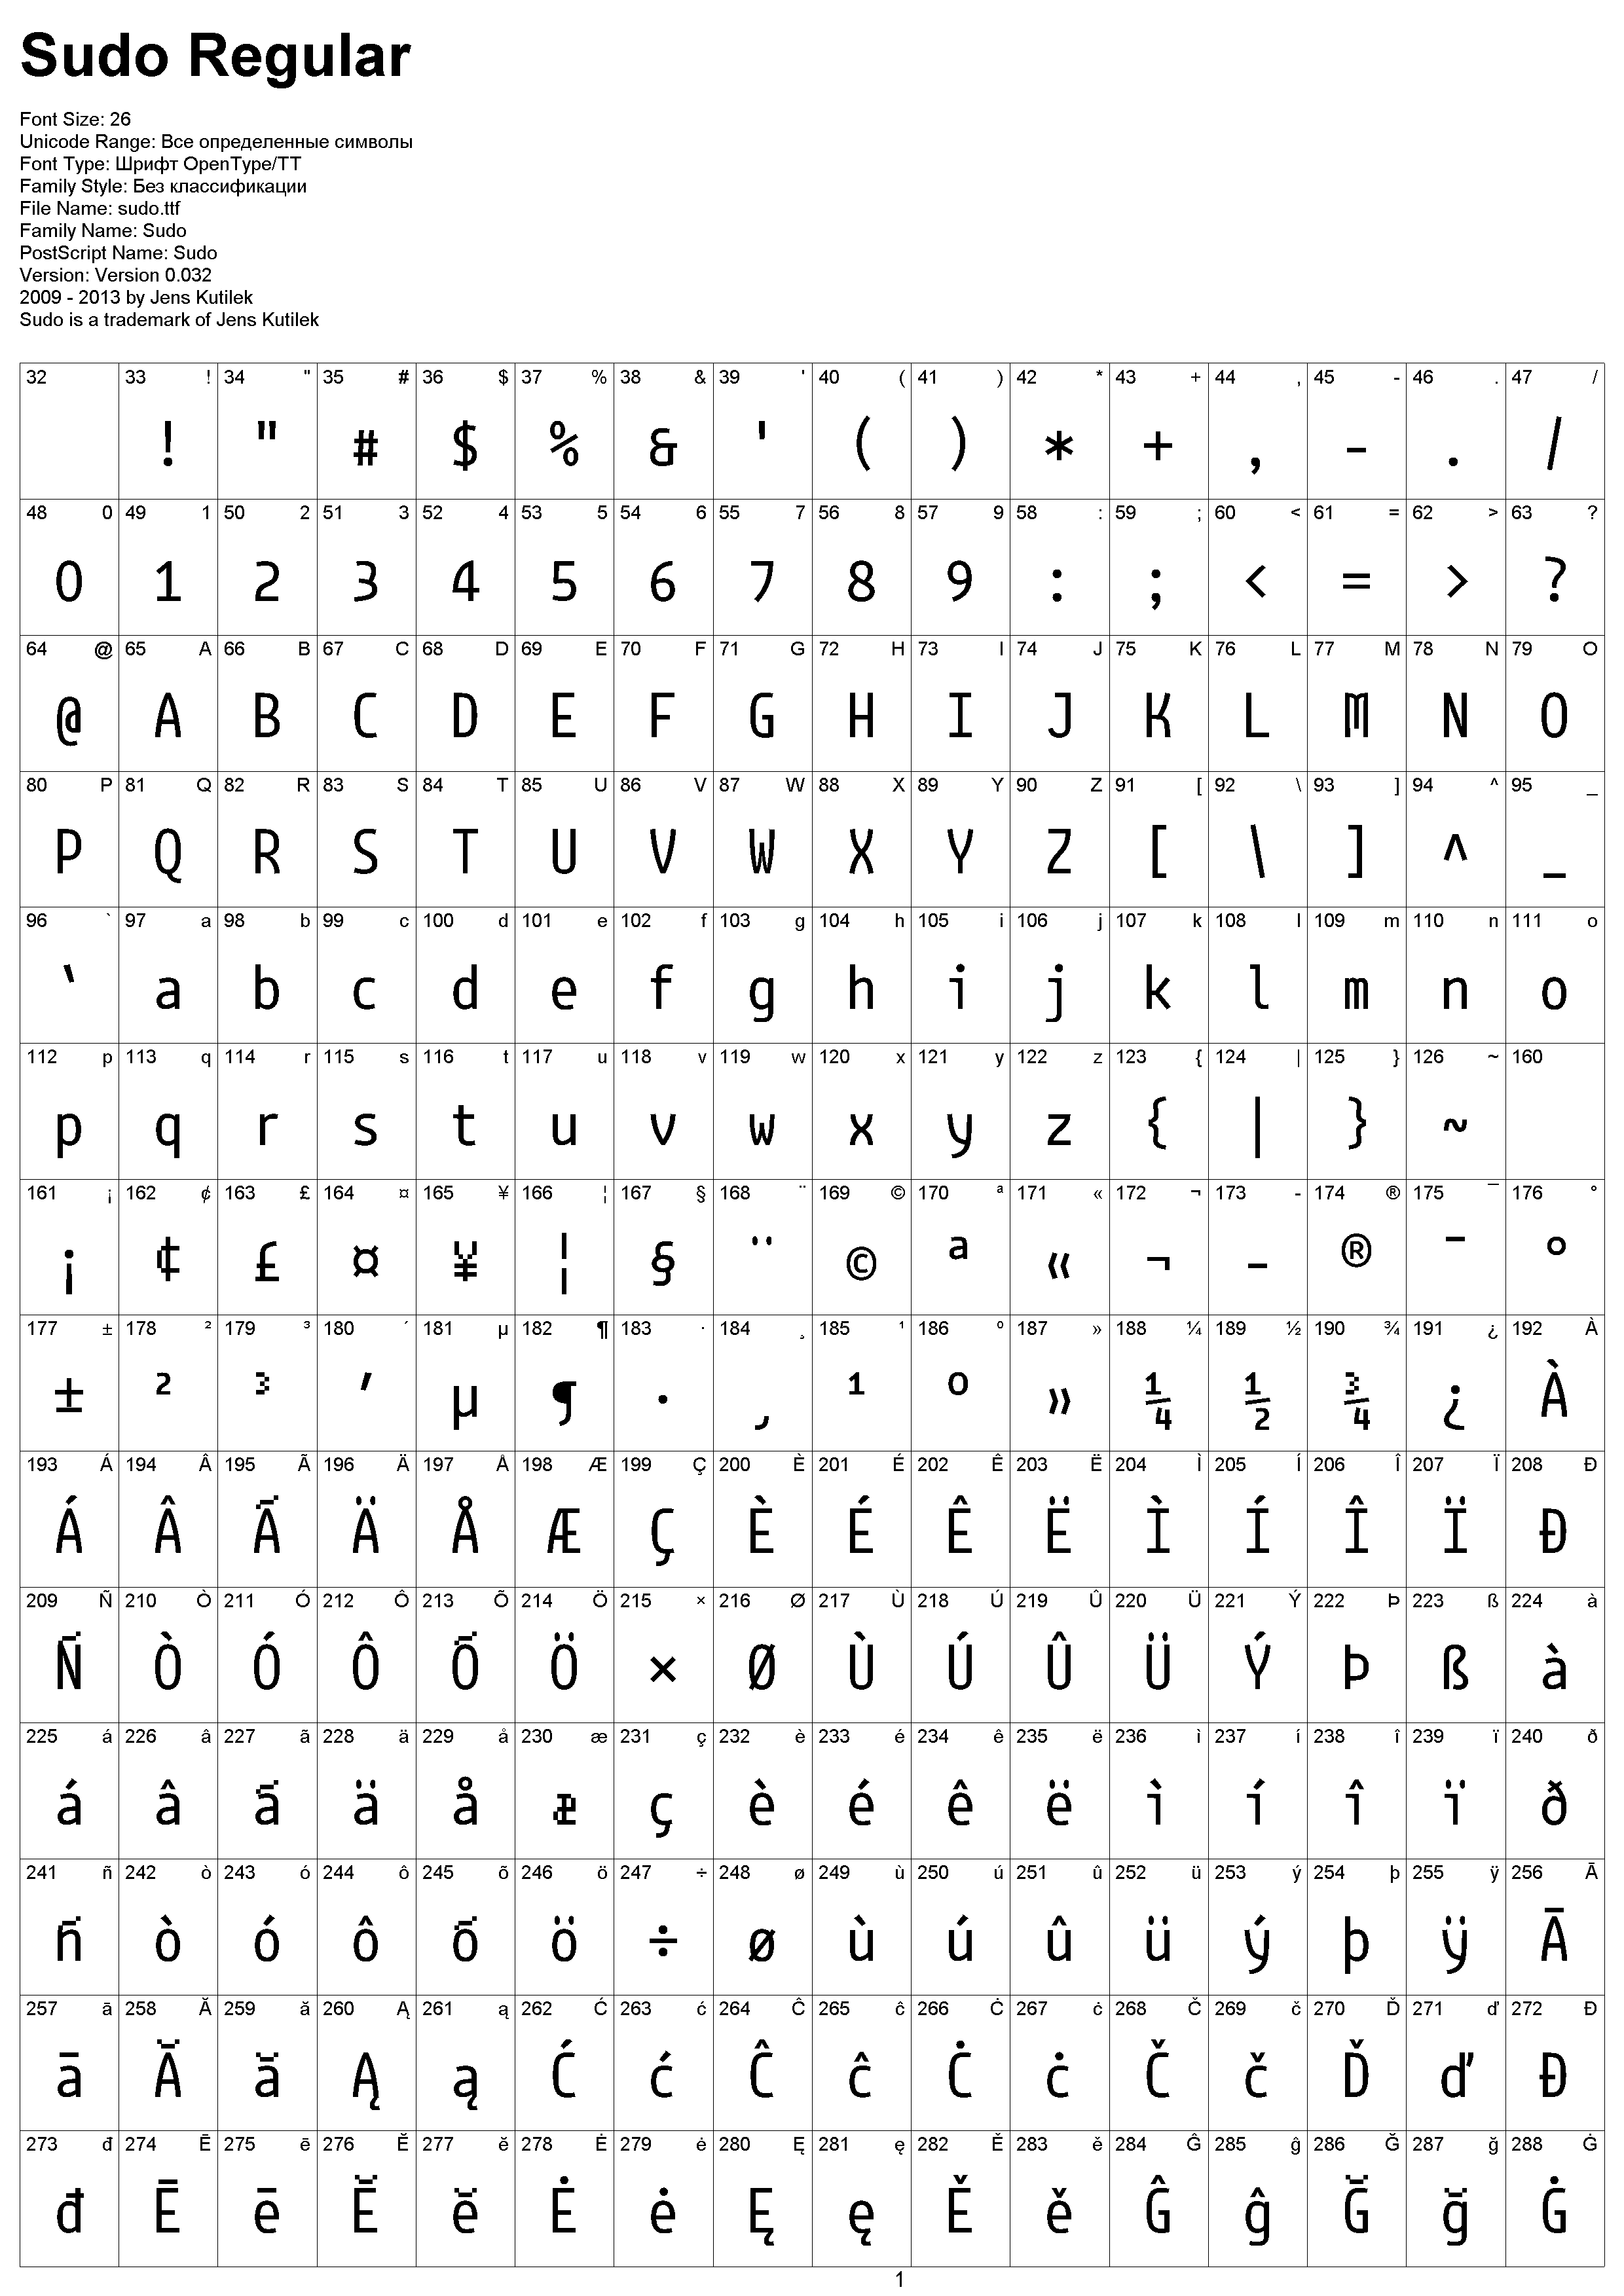 Sudo Regular
Font Size: 26
Unicode Range: Все определенные символы
Font Type: Шрифт OpenType/TT
Family Style: Без классификации
File Name: sudo.ttf
Family Name: Sudo
PostScript Name: Sudo
Version: Version 0.032
2009 - 2013 by Jens Kutilek
Sudo is a trademark of Jens Kutilek
32 33 ! 34 " 35 # 36 $ 37 % 38 & 39 ' 40 ( 41 ) 42 * 43 + 44 , 45 - 46 . 47 /
! " # $ % & ' ( ) * + , - . /
48 0 49 1 50 2 51 3 52 4 53 5 54 6 55 7 56 8 57 9 58 : 59 ; 60 < 61 = 62 > 63 ?
0 1 2 3 4 5 6 7 8 9 : ; < = > ?
64 @ 65 A 66 B 67 C 68 D 69 E 70 F 71 G 72 H 73 I 74 J 75 K 76 L 77 M 78 N 79 O
@ A B C D E F G H I J K L M N O
80 P 81 Q 82 R 83 S 84 T 85 U 86 V 87 W 88 X 89 Y 90 Z 91 [ 92 \ 93 ] 94 ^ 95 _
P Q R S T U V W X Y Z [ \ ] ^ _
96 ` 97 a 98 b 99 c 100 d 101 e 102 f 103 g 104 h 105 i 106 j 107 k 108 l 109 m 110 n 111 o
` a b c d e f g h i j k l m n o
112 p 113 q 114 r 115 s 116 t 117 u 118 v 119 w 120 x 121 y 122 z 123 { 124 | 125 } 126 ~ 160
p q r s t u v w x y z { | } ~
161 ¡ 162 ¢ 163 £ 164 ¤ 165 ¥ 166 ¦ 167 § 168 ¨ 169 © 170 ª 171 « 172 ¬ 173 - 174 ® 175 ¯ 176 °
¡ ¢ £ ¤ ¥ ¦ § ¨ © ª « ¬ - ® ¯ °
177 ± 178 ² 179 ³ 180 ´ 181 µ 182 ¶ 183 · 184 ¸ 185 ¹ 186 º 187 » 188 ¼ 189 ½ 190 ¾ 191 ¿ 192 À
± ² ³ ´ µ ¶ · ¸ ¹ º » ¼ ½ ¾ ¿ À
193 Á 194 Â 195 Ã 196 Ä 197 Å 198 Æ 199 Ç 200 È 201 É 202 Ê 203 Ë 204 Ì 205 Í 206 Î 207 Ï 208 Ð
Á Â Ã Ä Å Æ Ç È É Ê Ë Ì Í Î Ï Ð
209 Ñ 210 Ò 211 Ó 212 Ô 213 Õ 214 Ö 215 × 216 Ø 217 Ù 218 Ú 219 Û 220 Ü 221 Ý 222 Þ 223 ß 224 à
Ñ Ò Ó Ô Õ Ö × Ø Ù Ú Û Ü Ý Þ ß à
225 á 226 â 227 ã 228 ä 229 å 230 æ 231 ç 232 è 233 é 234 ê 235 ë 236 ì 237 í 238 î 239 ï 240 ð
á â ã ä å æ ç è é ê ë ì í î ï ð
241 ñ 242 ò 243 ó 244 ô 245 õ 246 ö 247 ÷ 248 ø 249 ù 250 ú 251 û 252 ü 253 ý 254 þ 255 ÿ 256 Ā
ñ ò ó ô õ ö ÷ ø ù ú û ü ý þ ÿ Ā
257 ā 258 Ă 259 ă 260 Ą 261 ą 262 Ć 263 ć 264 Ĉ 265 ĉ 266 Ċ 267 ċ 268 Č 269 č 270 Ď 271 ď 272 Đ
ā Ă ă Ą ą Ć ć Ĉ ĉ Ċ ċ Č č Ď ď Đ
273 đ 274 Ē 275 ē 276 Ĕ 277 ĕ 278 Ė 279 ė 280 Ę 281 ę 282 Ě 283 ě 284 Ĝ 285 ĝ 286 Ğ 287 ğ 288 Ġ
đ Ē ē Ĕ ĕ Ė ė Ę ę Ě ě Ĝ ĝ Ğ ğ Ġ
1